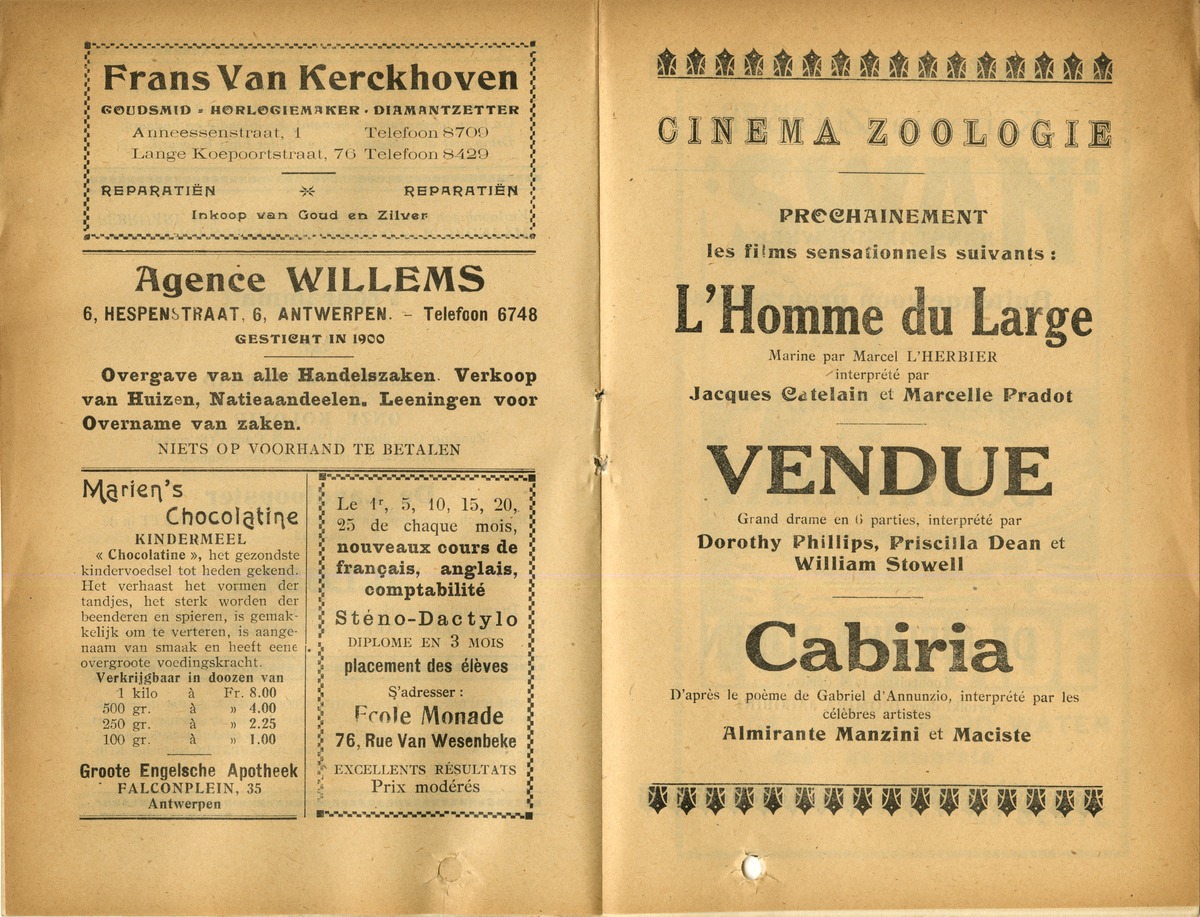 Frans Van Kerckhoven
GOUDSMID - HORLOGIEMAKER - DIAMANTZETTER
Anneessenstraat, 1 Telefoon 8709
Lange Koepoortstraat, 76 Telefoon 8429
REPARATIËN REPARATIËN
Inkoop van Goud en Zilver
Agence WILLEMS
6, HESPENSTRAAT, 6, ANTWERPEN. - Telefoon 6748
GESTICHT IN 1900
Overgave van alle Handelszaken. Verkoop
van Huizen, Natieaandeelen. Leeningen voor
Overname van zaken.
NIETS OP VOORHAND TE BETALEN
Marien's
Chocolatine
KINDERMEEL
« Chocolatine », het gezondste
kindervoedsel tot heden gekend.
Het verhaast het vormen der
tandjes, het sterk worden der
beenderen en spieren, is gemak-
kelijk om te verteren, is aange-
naam van smaak en heeft eene
overgroote voedingskracht.
Verkrijgbaar in doozen van
1 kilo à Fr. 8.00
500 gr. à » 4.00
250 gr. à » 2.25
100 gr. à » 1.00
Groote Engelsche Apotheek
FALCONPLEIN, 35
Antwerpen
Le 1r, 5, 10, 15, 20,
25 de chaque mois,
nouveaux cours de
français, anglais,
comptabilité
Sténo-Dactylo
DIPLOME EN 3 MOIS
placement des élèves
S'adresser :
Ecole Monade
76, Rue Van Wesenbeke
EXCELLENTS RÉSULTATS
Prix modérés
CINEMA ZOOLOGIE
PROCHAINEMENT
les films sensationnels suivants :
L'Homme du Large
Marine par Marcel L'HERBIER
interprété par
Jacques Catelain et Marcelle Pradot
VENDUE
Grand drame en 6 parties, interprété par
Dorothy Phillips, Priscilla Dean et
William Stowell
Cabiria
D'après le poème de Gabriel d'Annunzio, interprété par les
célèbres artistes
Almirante Manzini et Maciste